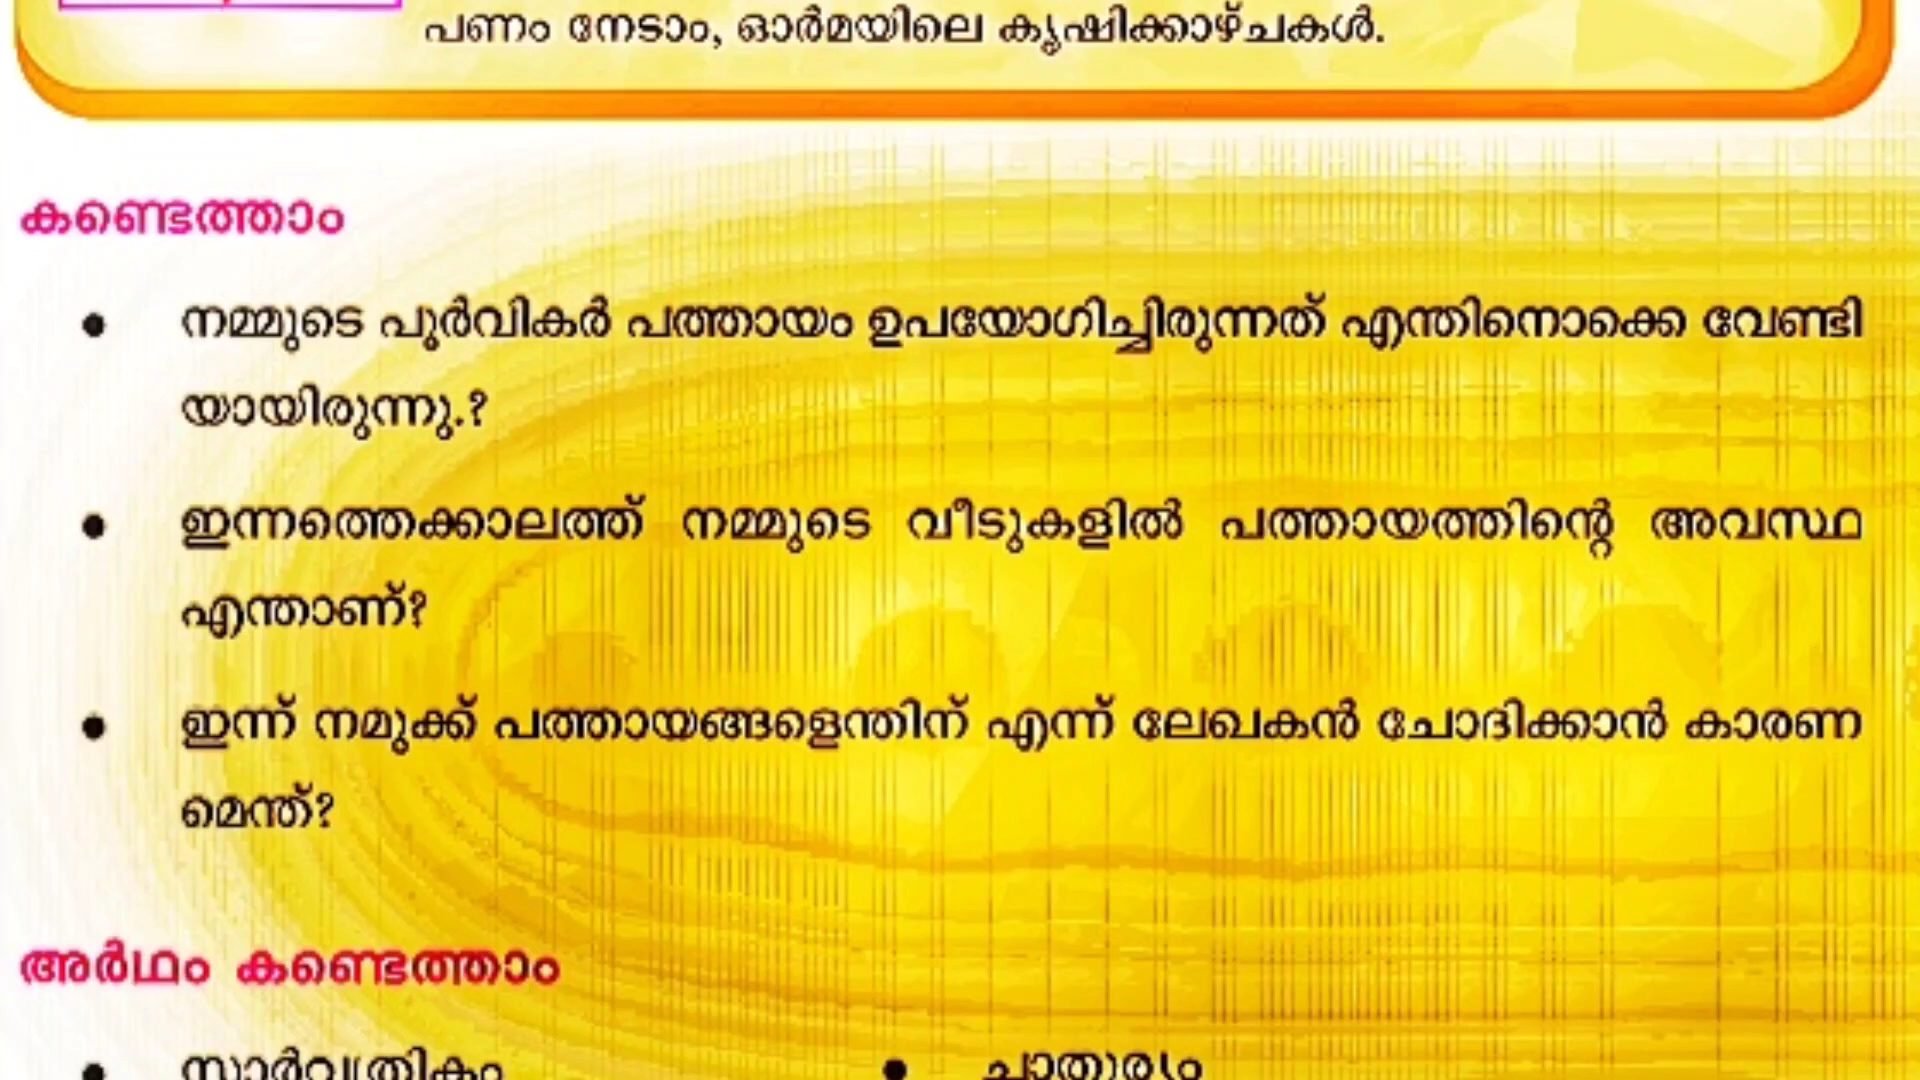 പണം നേടാം, ഓർമയിലെ കൃഷിക്കാഴ്ചകൾ.
കണ്ടെത്താം
• നമ്മുടെ പൂർവികർ പത്തായം ഉപയോഗിച്ചിരുന്നത് എന്തിനൊക്കെ വേണ്ടി
യായിരുന്നു.?
• ഇന്നത്തെക്കാലത്ത് നമ്മുടെ വീടുകളിൽ പത്തായത്തിന്റെ അവസ്ഥ
എന്താണ്?
• ഇന്ന് നമുക്ക് പത്തായങ്ങളെന്തിന് എന്ന് ലേഖകൻ ചോദിക്കാൻ കാരണ
മെന്ത്?
അർഥം കണ്ടെത്താം
• സാർവത്രികം • ചാതുര്യം